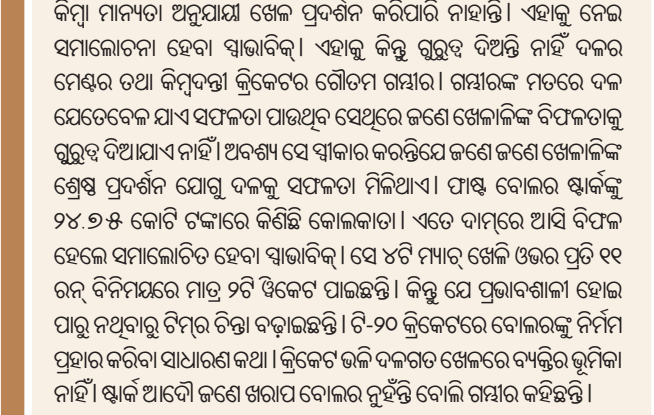 କିମ୍ବା ମାନ୍ୟତା ଅନୁଯାୟୀ ଖେଳ ପ୍ରଦର୍ଶନ କରିପାରି ନାହାନ୍ତି। ଏହାକୁ ନେଇ
ସମାଲୋଚନା ହେବା ସ୍ୱାଭାବିକ୍। ଏହାକୁ କିନ୍ତୁ ଗୁରୁତ୍ୱ ଦିଅନ୍ତି ନାହିଁ ଦଳର
ମେଣ୍ଟର ତଥା କିମ୍ବଦନ୍ତୀ କ୍ରିକେଟର ଗୌତମ ଗମ୍ଭୀର। ଗମ୍ଭୀରଙ୍କ ମତରେ ଦଳ
ଯେତେବେଳ ଯାଏ ସଫଳତା ପାଉଥିବ ସେଥିରେ ଜଣେ ଖେଳାଳିଙ୍କ ବିଫଳତାକୁ
ଗୁରୁତ୍ୱ ଦିଆଯାଏ ନାହିଁ। ଅବଶ୍ୟ ସେ ସ୍ୱୀକାର କରନ୍ତିଯେ ଜଣେ ଜଣେ ଖେଳାଳିଙ୍କ
ଶ୍ରେଷ୍ଠ ପ୍ରଦର୍ଶନ ଯୋଗୁ ଦଳକୁ ସଫଳତା ମିଳିଥାଏ। ଫାଷ୍ଟ ବୋଲର ଷ୍ଟାର୍କଙ୍କୁ
୨୪.୭୫ କୋଟି ଟଙ୍କାରେ କିଣିଛି କୋଲକାତା। ଏତେ ଦାମ୍‌ରେ ଆସି ବିଫଳ
ହେଲେ ସମାଲୋଚିତ ହେବା ସ୍ୱାଭାବିକ୍। ସେ ୪ଟି ମ୍ୟାଚ୍ ଖେଳି ଓଭର ପ୍ରତି ୧୧
ରନ୍ ବିନିମୟରେ ମାତ୍ର ୨ଟି ୱିକେଟ ପାଇଛନ୍ତି। କିନ୍ତୁ ଯେ ପ୍ରଭାବଶାଳୀ ହୋଇ
ପାରୁ ନଥିବାରୁ ଟିମ୍‌ର ଚିନ୍ତା ବଢ଼ାଇଛନ୍ତି। ଟି-୨୦ କ୍ରିକେଟରେ ବୋଲରଙ୍କୁ ନିର୍ମମ
ପ୍ରହାର କରିବା ସାଧାରଣ କଥା। କ୍ରିକେଟ ଭଳି ଦଳଗତ ଖେଳରେ ବ୍ୟକ୍ତିର ଭୂମିକା
ନାହିଁ। ଷ୍ଟାର୍କ ଆଦୌ ଜଣେ ଖରାପ ବୋଲର ନୁହଁନ୍ତି ବୋଲି ଗମ୍ଭୀର କହିଛନ୍ତି।